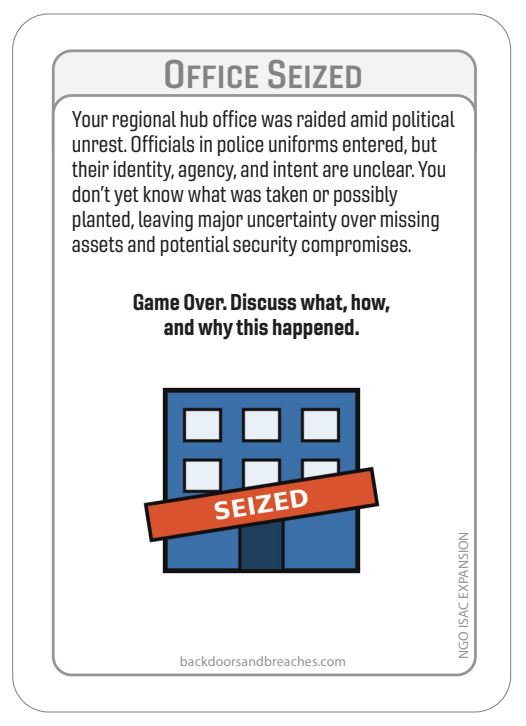 OFFICE SEIZED
Your regional hub office was raided amid political
unrest. Officials in police uniforms entered, but
their identity, agency, and intent are unclear. You
don't yet know what was taken or possibly
planted, leaving major uncertainty over missing
assets and potential security compromises.
Game Over. Discuss what, how,
and why this happened.
SEIZED
NGO ISAC EXPANSION
backdoorsandbreaches.com